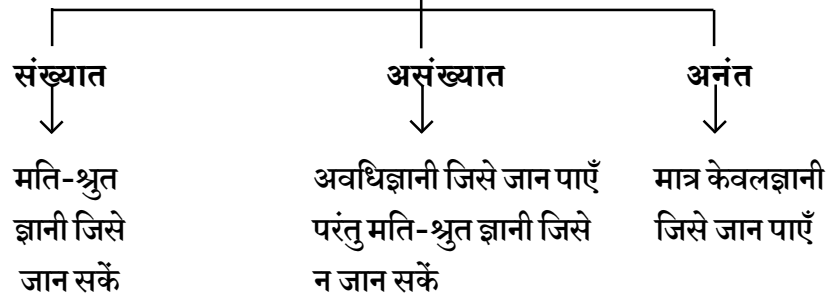 संख्यात
असंख्यात
अनंत
मति-श्रुत
ज्ञानी जिसे
जान सकें
अवधिज्ञानी जिसे जान पाएँ
परंतु मति-श्रुत ज्ञानी जिसे
न जान सकें
मात्र केवलज्ञानी
जिसे जान पाएँ